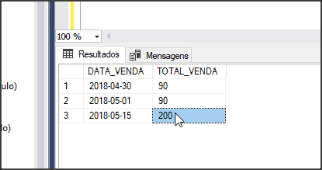 100 %
Resultados Mensagens
DATA_VENDA TOTAL_VENDA
1 2018-04-30 90
2 2018-05-01 90
3 2018-05-15 200
ulo)
io)